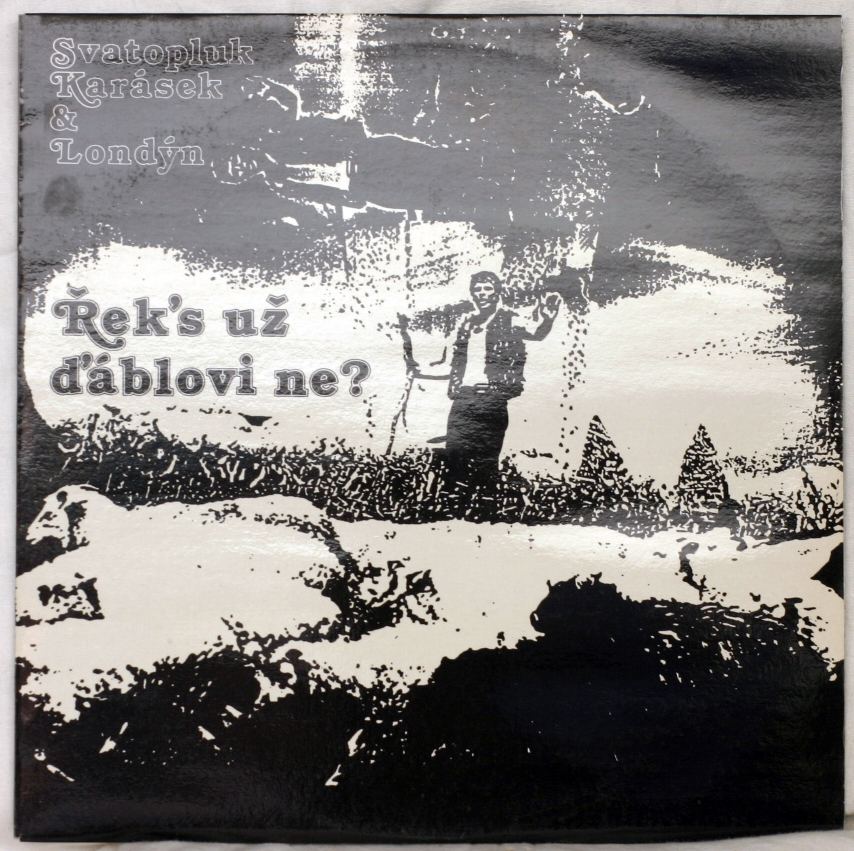 Svatopluk
Karásek
&
Londýn
Řek's už
ďáblovi ne?